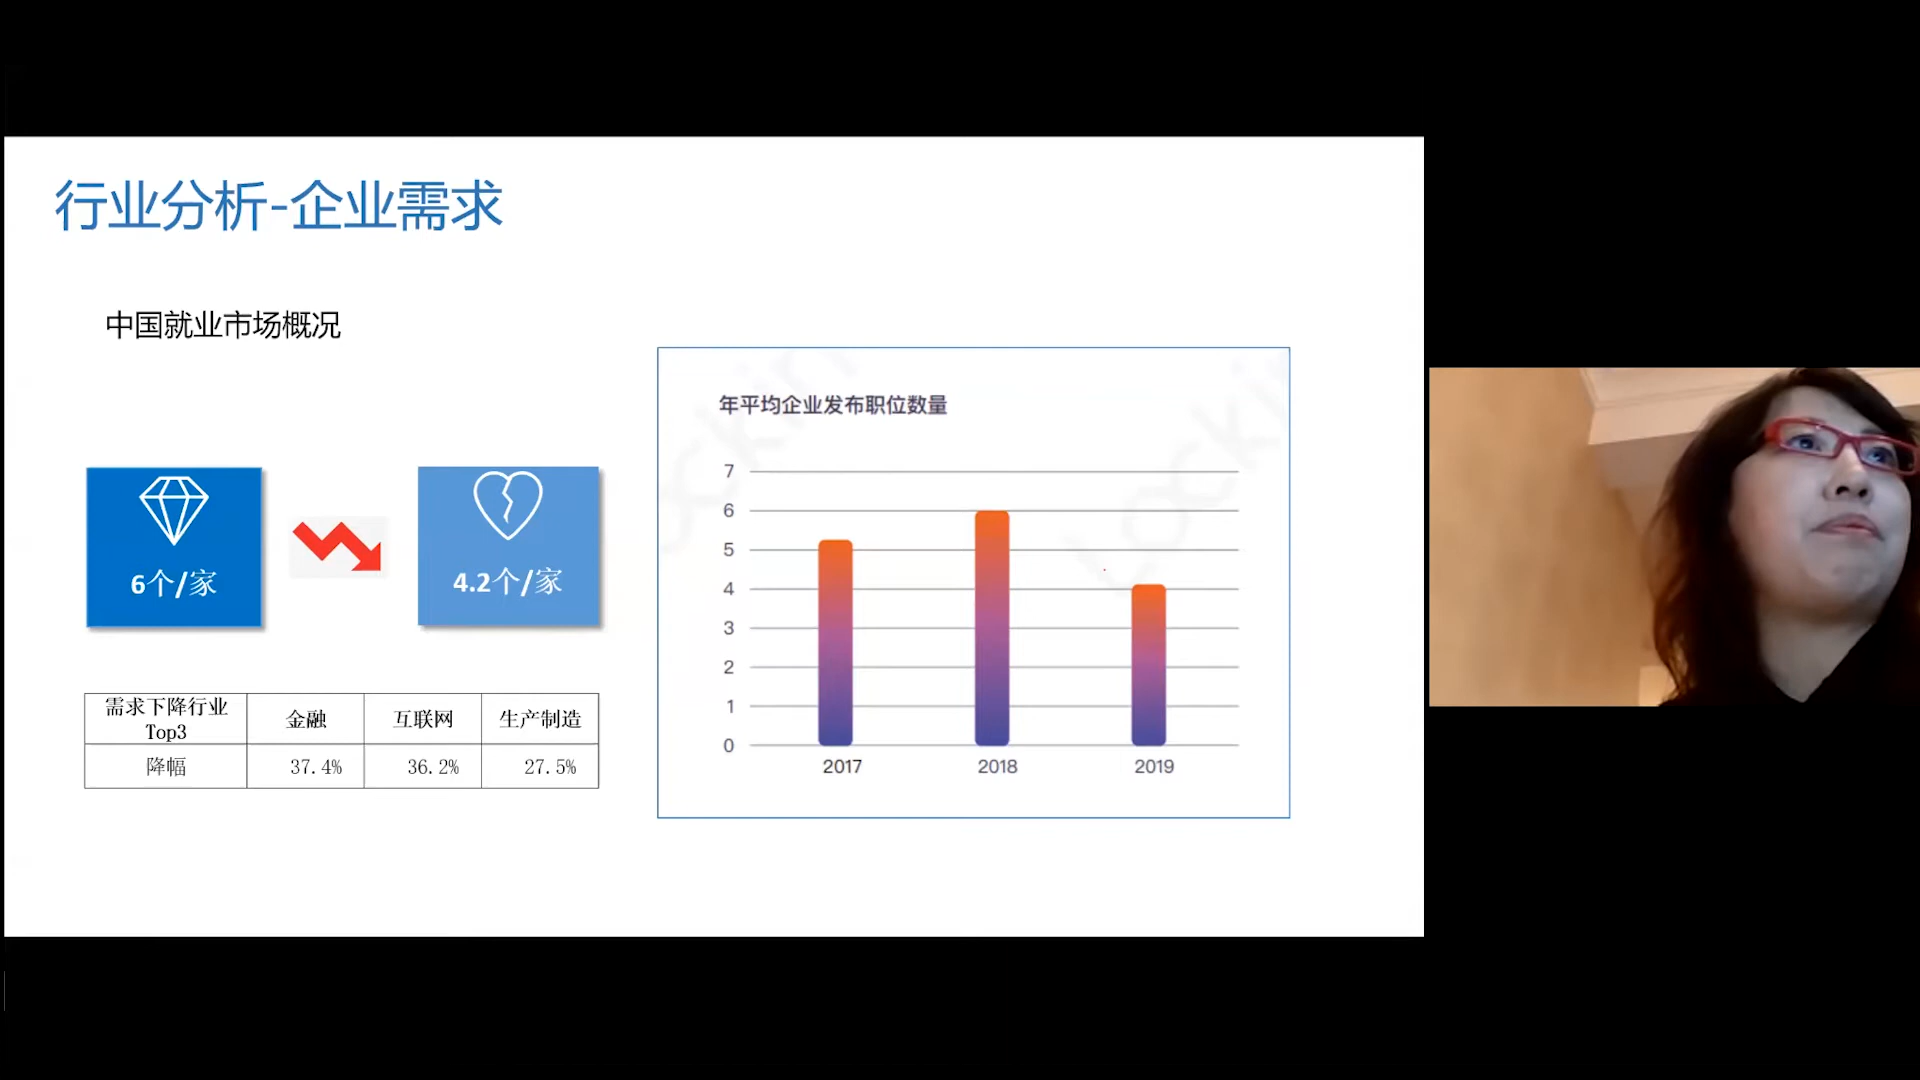 行业分析-企业需求
中国就业市场概况
6个/家
4.2个/家
需求下降行业
Top3
金融
互联网
生产制造
降幅
37.4%
36.2%
27.5%
年平均企业发布职位数量
7
6
5
4
3
2
1
0
2017
2018
2019